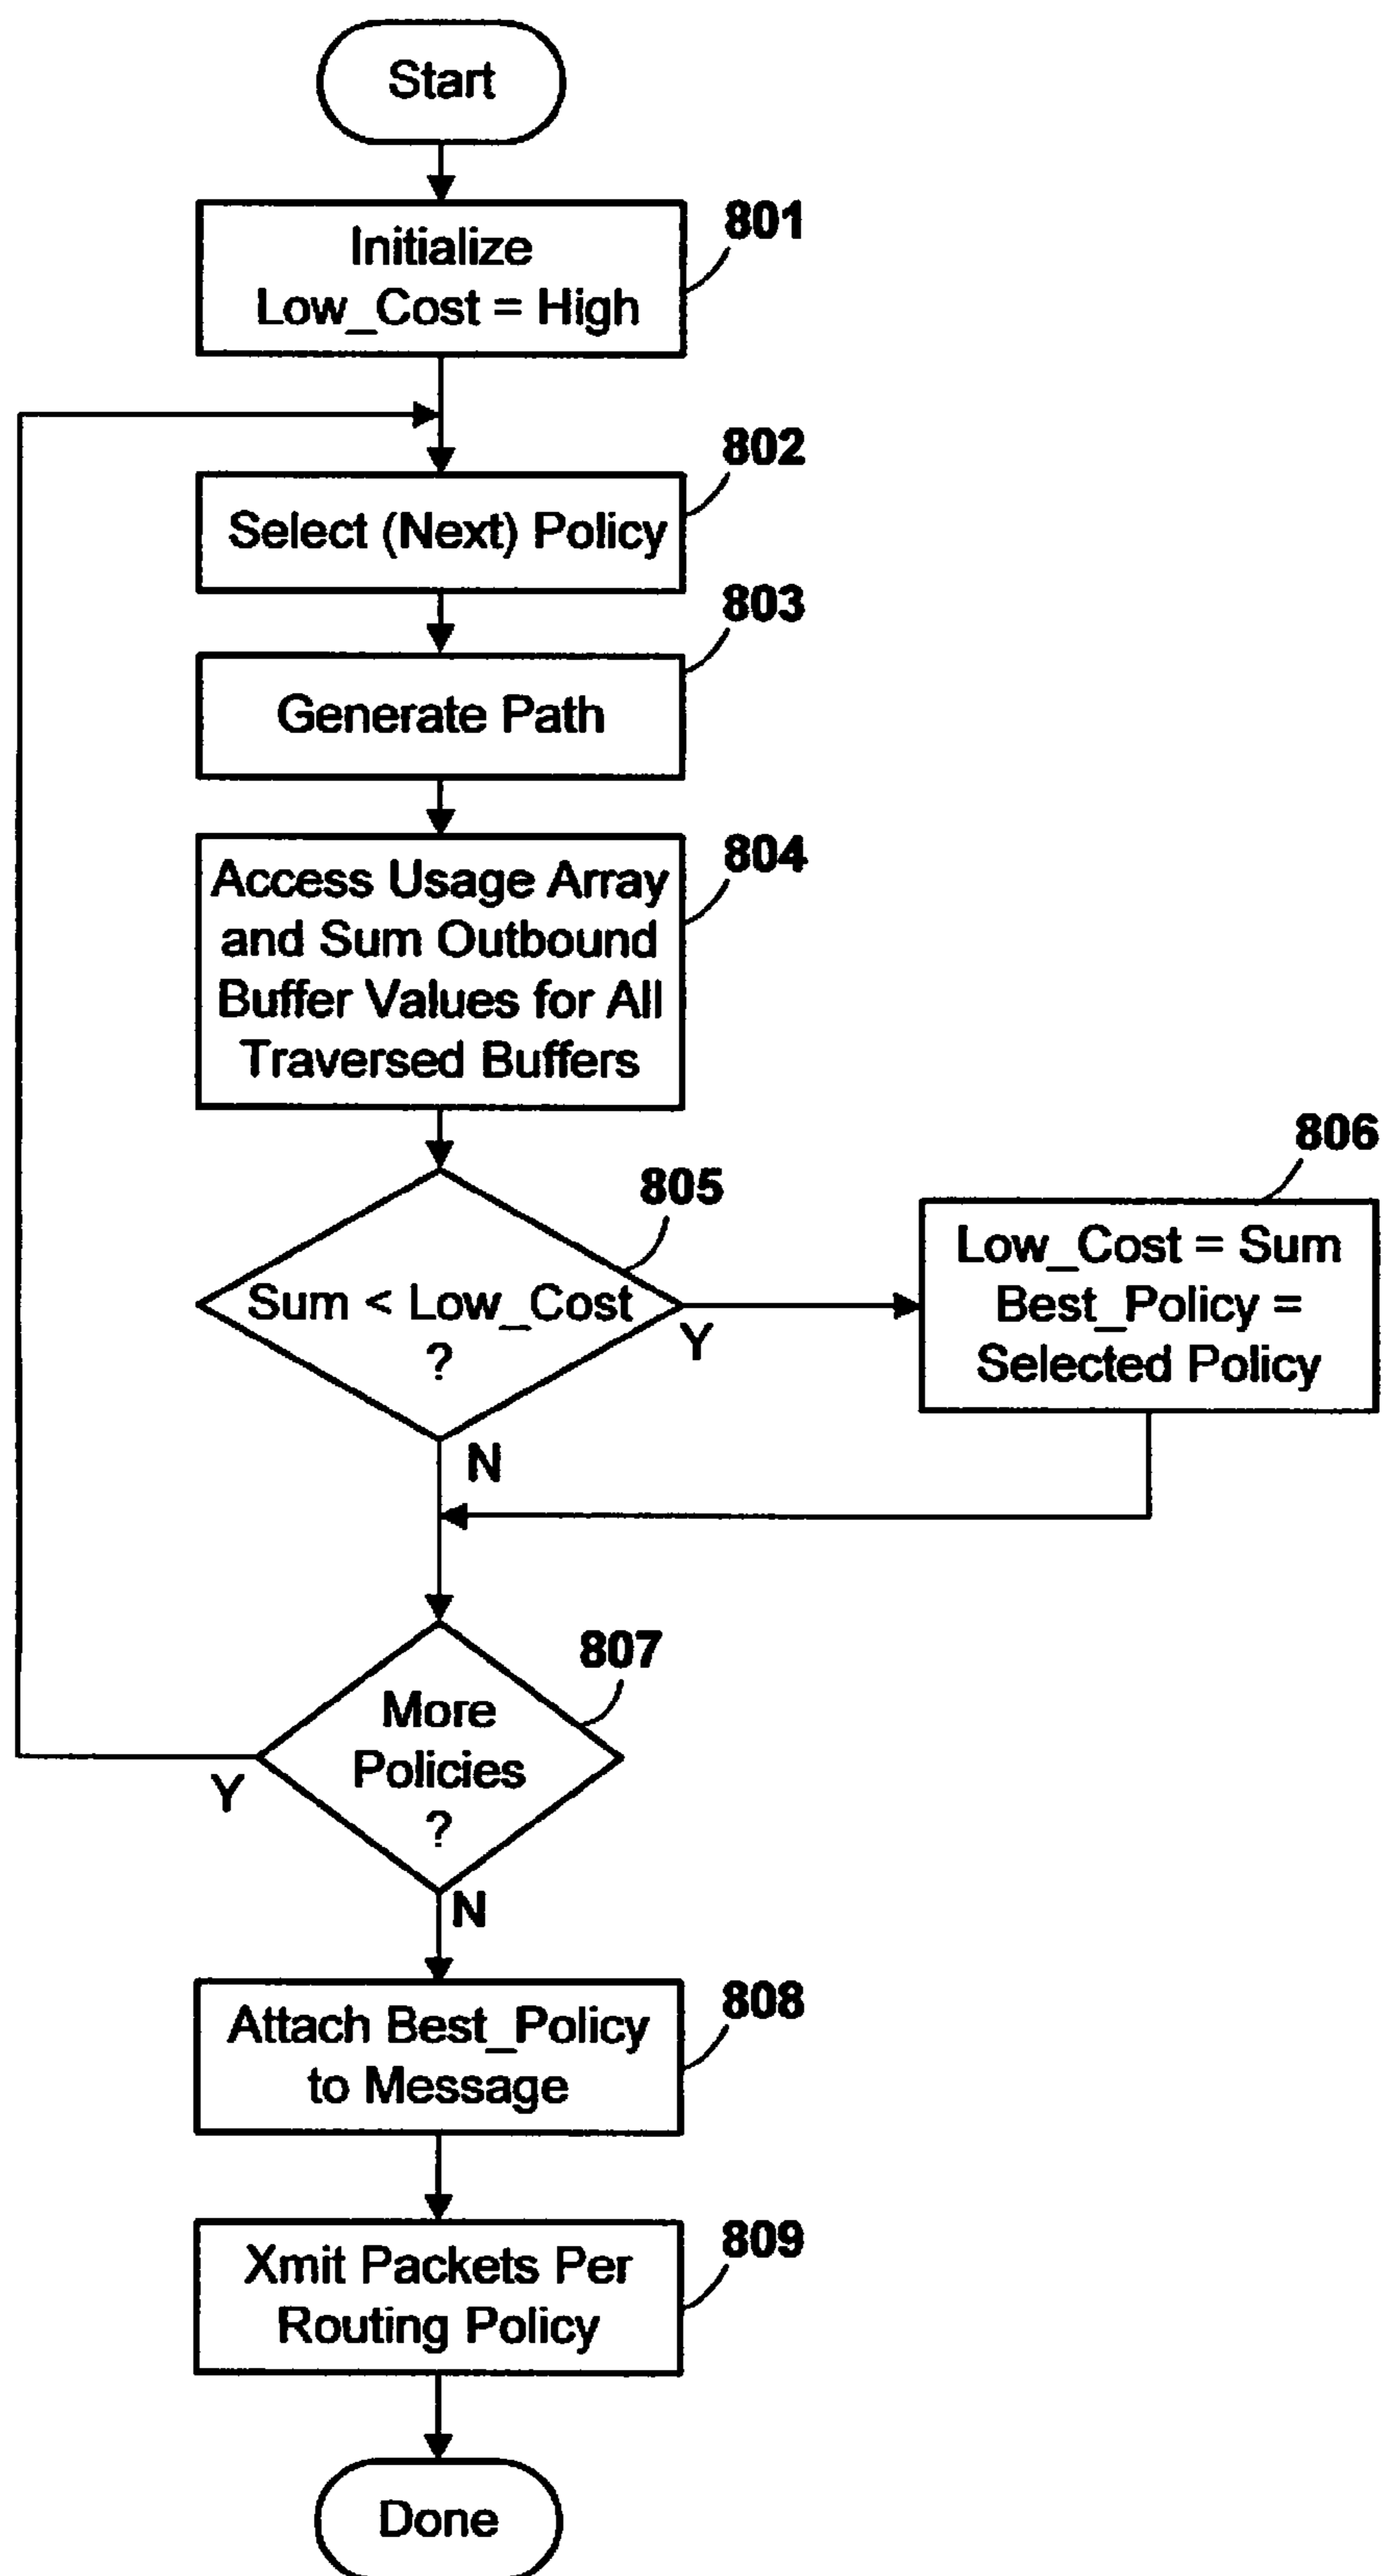 Start
801
Initialize
Low_Cost = High
802
Select (Next) Policy
803
Generate Path
804
Access Usage Array
and Sum Outbound
Buffer Values for All
Traversed Buffers
805
Sum < Low_Cost
?
Y
N
806
Low_Cost = Sum
Best_Policy =
Selected Policy
807
More
Policies
?
Y
N
808
Attach Best_Policy
to Message
809
Xmit Packets Per
Routing Policy
Done